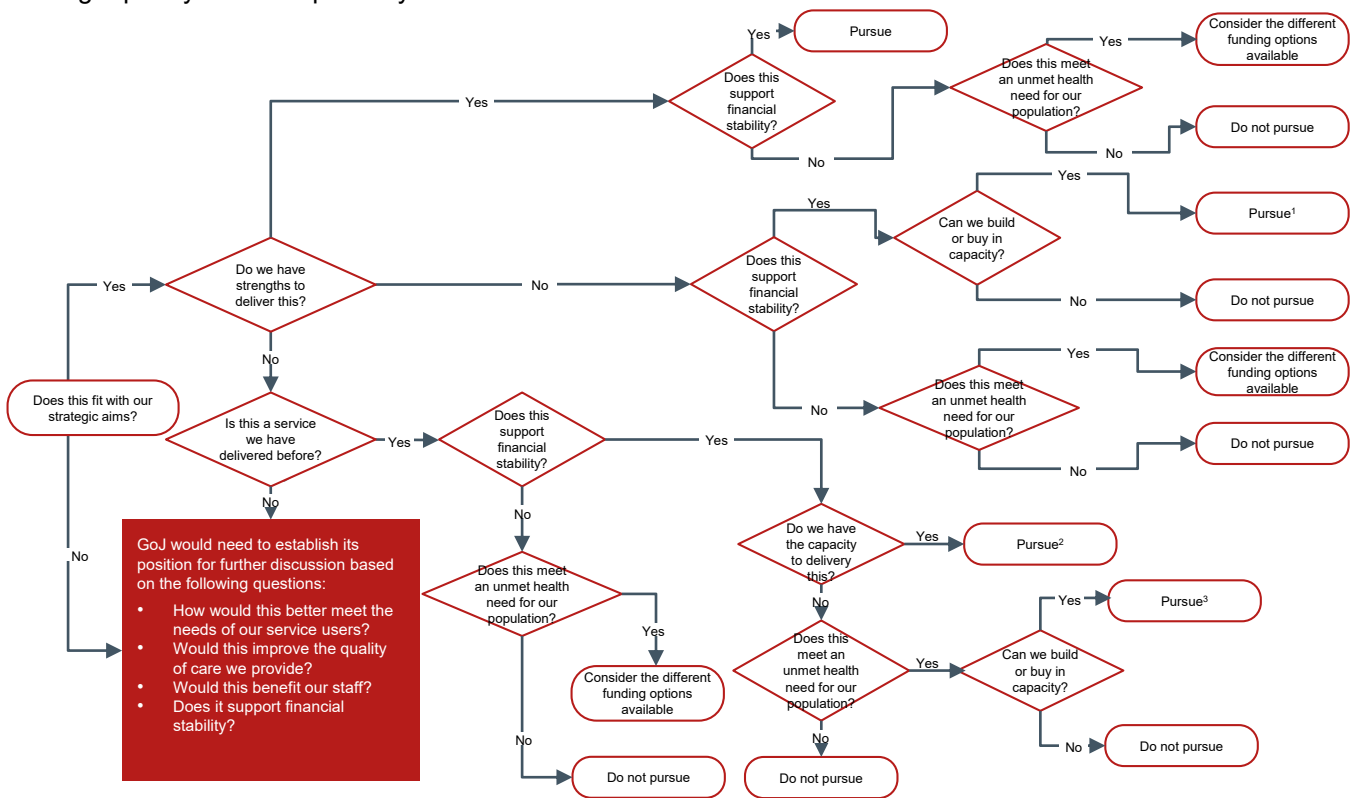 Yes
Pursue
Does this
support
financial
stability?
Yes
No
Does this meet
an unmet health
need for our
population?
Yes
Consider the different
funding options
available
No
Do not pursue
Yes
Do we have
strengths to
deliver this?
No
Does this
support
financial
stability?
Yes
Can we build
or buy in
capacity?
Yes
Pursue¹
No
Do not pursue
No
Does this meet
an unmet health
need for our
population?
Yes
Consider the different
funding options
available
No
Do not pursue
Does this fit with our
strategic aims?
No
No
Is this a service
we have
delivered before?
Yes
Does this
support
financial
stability?
Yes
No
No
GoJ would need to establish its
position for further discussion based
on the following questions:
• How would this better meet the
needs of our service users?
• Would this improve the quality
of care we provide?
• Would this benefit our staff?
• Does it support financial
stability?
Does this meet
an unmet health
need for our
population?
Yes
Consider the different
funding options
available
No
Do not pursue
Do we have
the capacity
to delivery
this?
Yes
Pursue²
No
Does this
meet an
unmet health
need for our
population?
Yes
Can we build
or buy in
capacity?
Yes
Pursue³
No
Do not pursue
No
Do not pursue